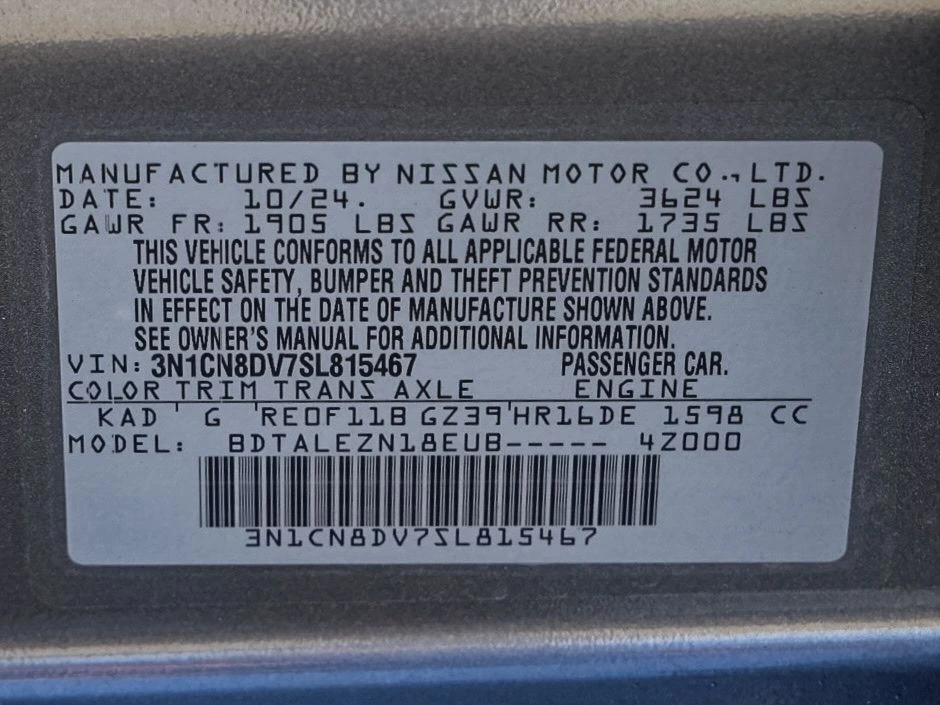 MANUFACTURED BY NISSAN MOTOR CO., LTD.
DATE: 10/24. GVWR: 3624 LBS
GAWR FR: 1905 LBS GAWR RR: 1735 LBS
THIS VEHICLE CONFORMS TO ALL APPLICABLE FEDERAL MOTOR
VEHICLE SAFETY, BUMPER AND THEFT PREVENTION STANDARDS
IN EFFECT ON THE DATE OF MANUFACTURE SHOWN ABOVE.
SEE OWNER'S MANUAL FOR ADDITIONAL INFORMATION.
VIN: 3N1CN8DV7SL815467 PASSENGER CAR.
COLOR TRIM TRANS AXLE ENGINE
KAD G RE0F11B GZ39 HR16DE 1598 CC
MODEL: BDTALEZN18EUB----- 4Z000
3N1CN8DV7SL815467